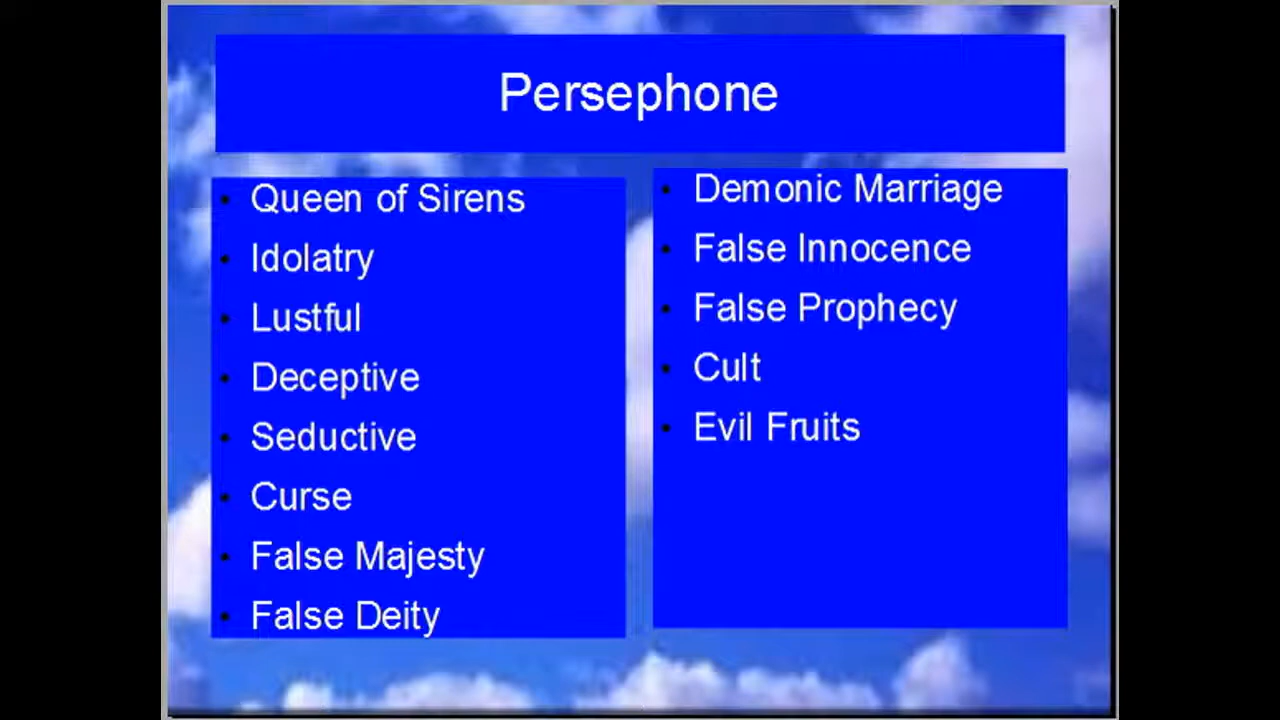 Persephone
Queen of Sirens
Idolatry
Lustful
Deceptive
Seductive
Curse
False Majesty
False Deity
Demonic Marriage
False Innocence
False Prophecy
Cult
Evil Fruits